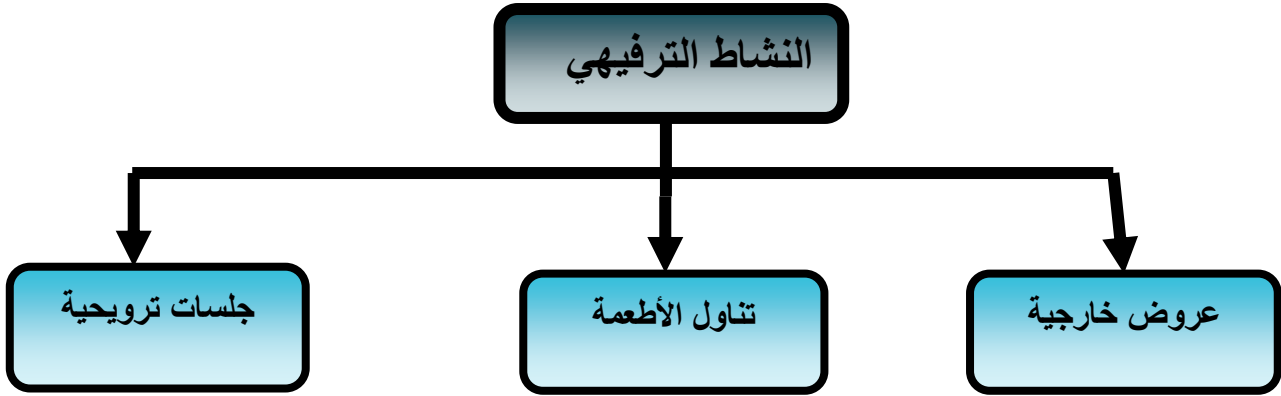 النشاط الترفيهي
عروض خارجية
تناول الأطعمة
جلسات ترويحية